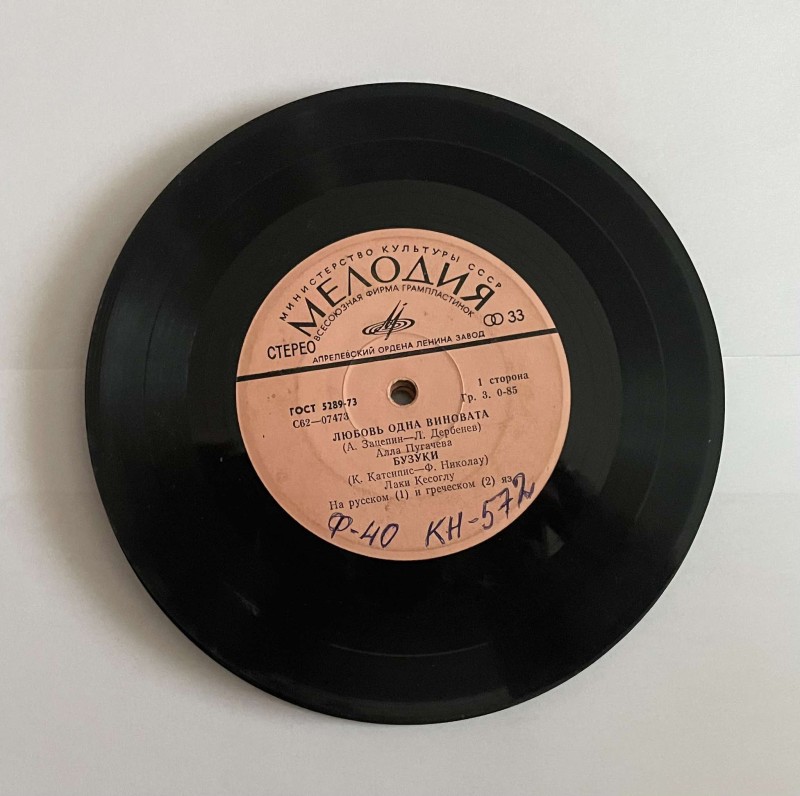 МИНИСТЕРСТВО КУЛЬТУРЫ СССР
МЕЛОДИЯ
ВСЕСОЮЗНАЯ ФИРМА ГРАМПЛАСТИНОК
СТЕРЕО
33
АПРЕЛЕВСКИЙ ОРДЕНА ЛЕНИНА ЗАВОД
ГОСТ 5289-73
1 сторона
С62—07473
Гр. 3. 0-85
ЛЮБОВЬ ОДНА ВИНОВАТА
(А. Зацепин—Л. Дербенев)
Алла Пугачева
БУЗУКИ
(К. Катсипис—Ф. Николау)
Лаки Кесоглу
На русском (1) и греческом (2) яз.
Ф-40 КН-572